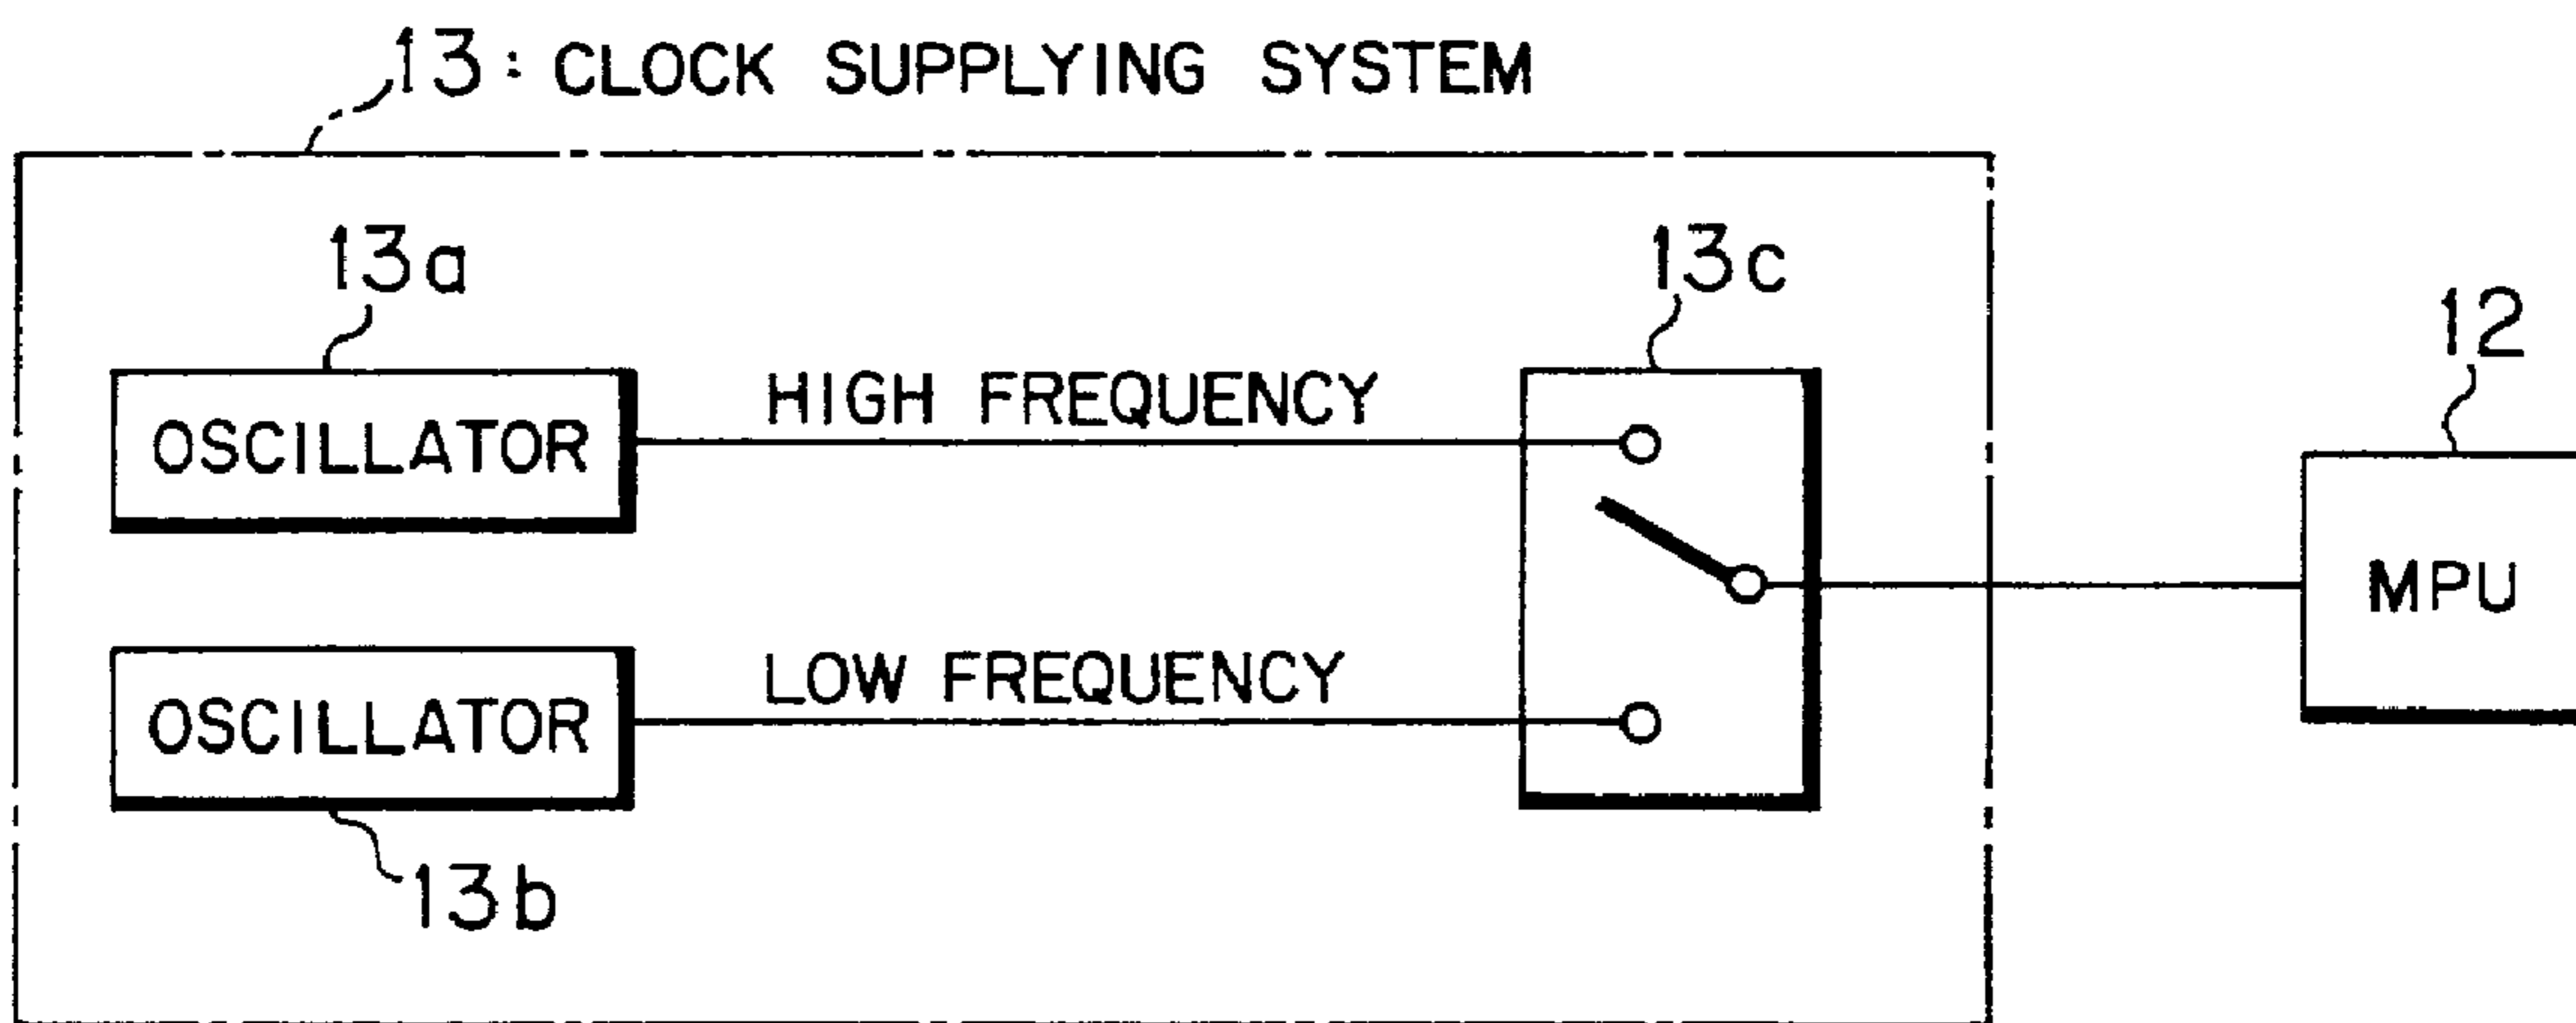 13: CLOCK SUPPLYING SYSTEM
13a
13c
12
OSCILLATOR
HIGH FREQUENCY
MPU
OSCILLATOR
LOW FREQUENCY
13b